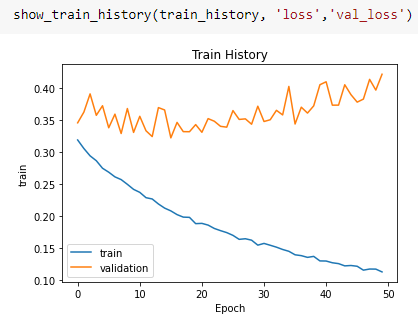 show_train_history(train_history, 'loss','val_loss')
Train History
0.40
0.35
0.30
0.25
0.20
0.15
0.10
train
train
validation
0 10 20 30 40 50
Epoch